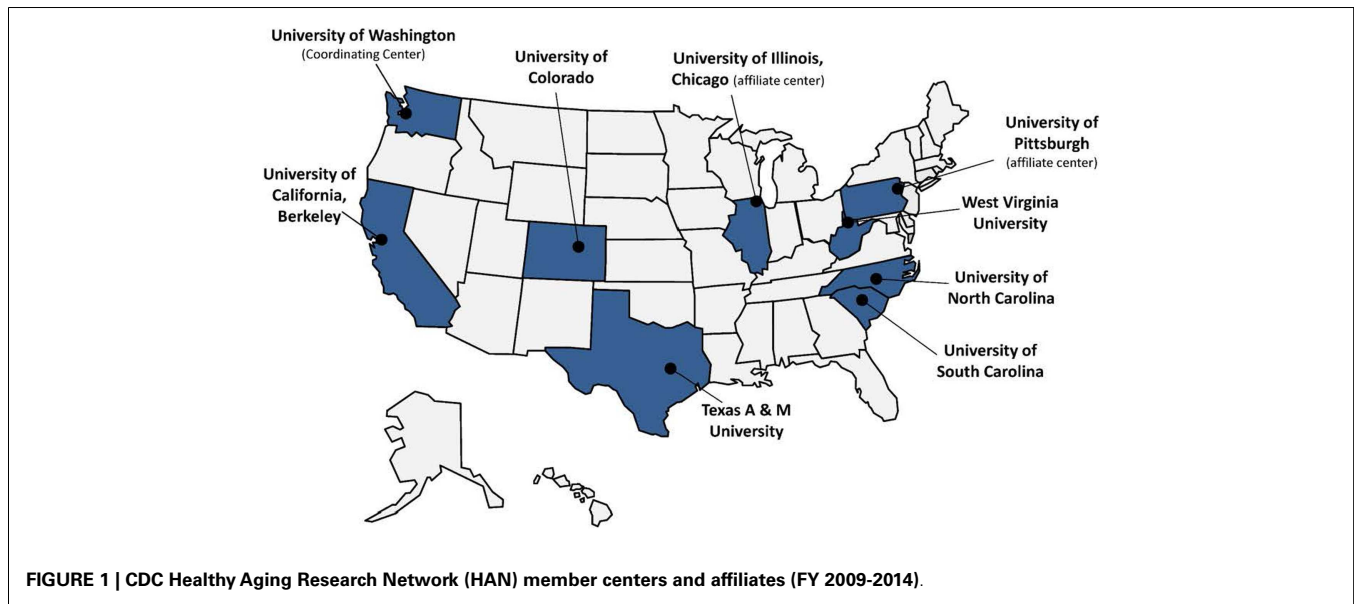 University of Washington
(Coordinating Center)
University of
Colorado
University of Illinois,
Chicago (affiliate center)
University of
Pittsburgh
(affiliate center)
University of
California,
Berkeley
West Virginia
University
University of
North Carolina
University of
South Carolina
Texas A & M
University
FIGURE 1 | CDC Healthy Aging Research Network (HAN) member centers and affiliates (FY 2009-2014).